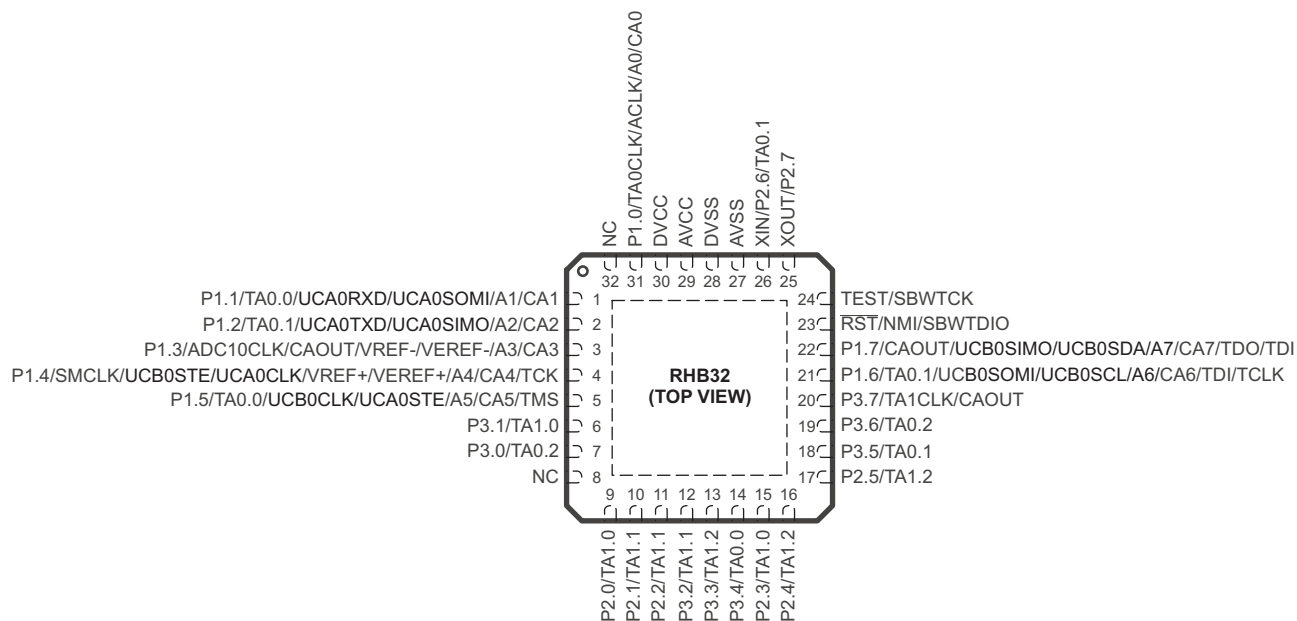 NC
P1.0/TA0CLK/ACLK/A0/CA0
DVCC
AVCC
DVSS
AVSS
XIN/P2.6/TA0.1
XOUT/P2.7
32 31 30 29 28 27 26 25
P1.1/TA0.0/UCA0RXD/UCA0SOMI/A1/CA1 1
P1.2/TA0.1/UCA0TXD/UCA0SIMO/A2/CA2 2
P1.3/ADC10CLK/CAOUT/VREF-/VEREF-/A3/CA3 3
P1.4/SMCLK/UCB0STE/UCA0CLK/VREF+/VEREF+/A4/CA4/TCK 4
P1.5/TA0.0/UCB0CLK/UCA0STE/A5/CA5/TMS 5
P3.1/TA1.0 6
P3.0/TA0.2 7
NC 8
RHB32
(TOP VIEW)
24 TEST/SBWTCK
23 RST/NMI/SBWTDIO
22 P1.7/CAOUT/UCB0SIMO/UCB0SDA/A7/CA7/TDO/TDI
21 P1.6/TA0.1/UCB0SOMI/UCB0SCL/A6/CA6/TDI/TCLK
20 P3.7/TA1CLK/CAOUT
19 P3.6/TA0.2
18 P3.5/TA0.1
17 P2.5/TA1.2
9 10 11 12 13 14 15 16
P2.0/TA1.0
P2.1/TA1.1
P2.2/TA1.1
P3.2/TA1.1
P3.3/TA1.2
P3.4/TA0.0
P2.3/TA1.0
P2.4/TA1.2